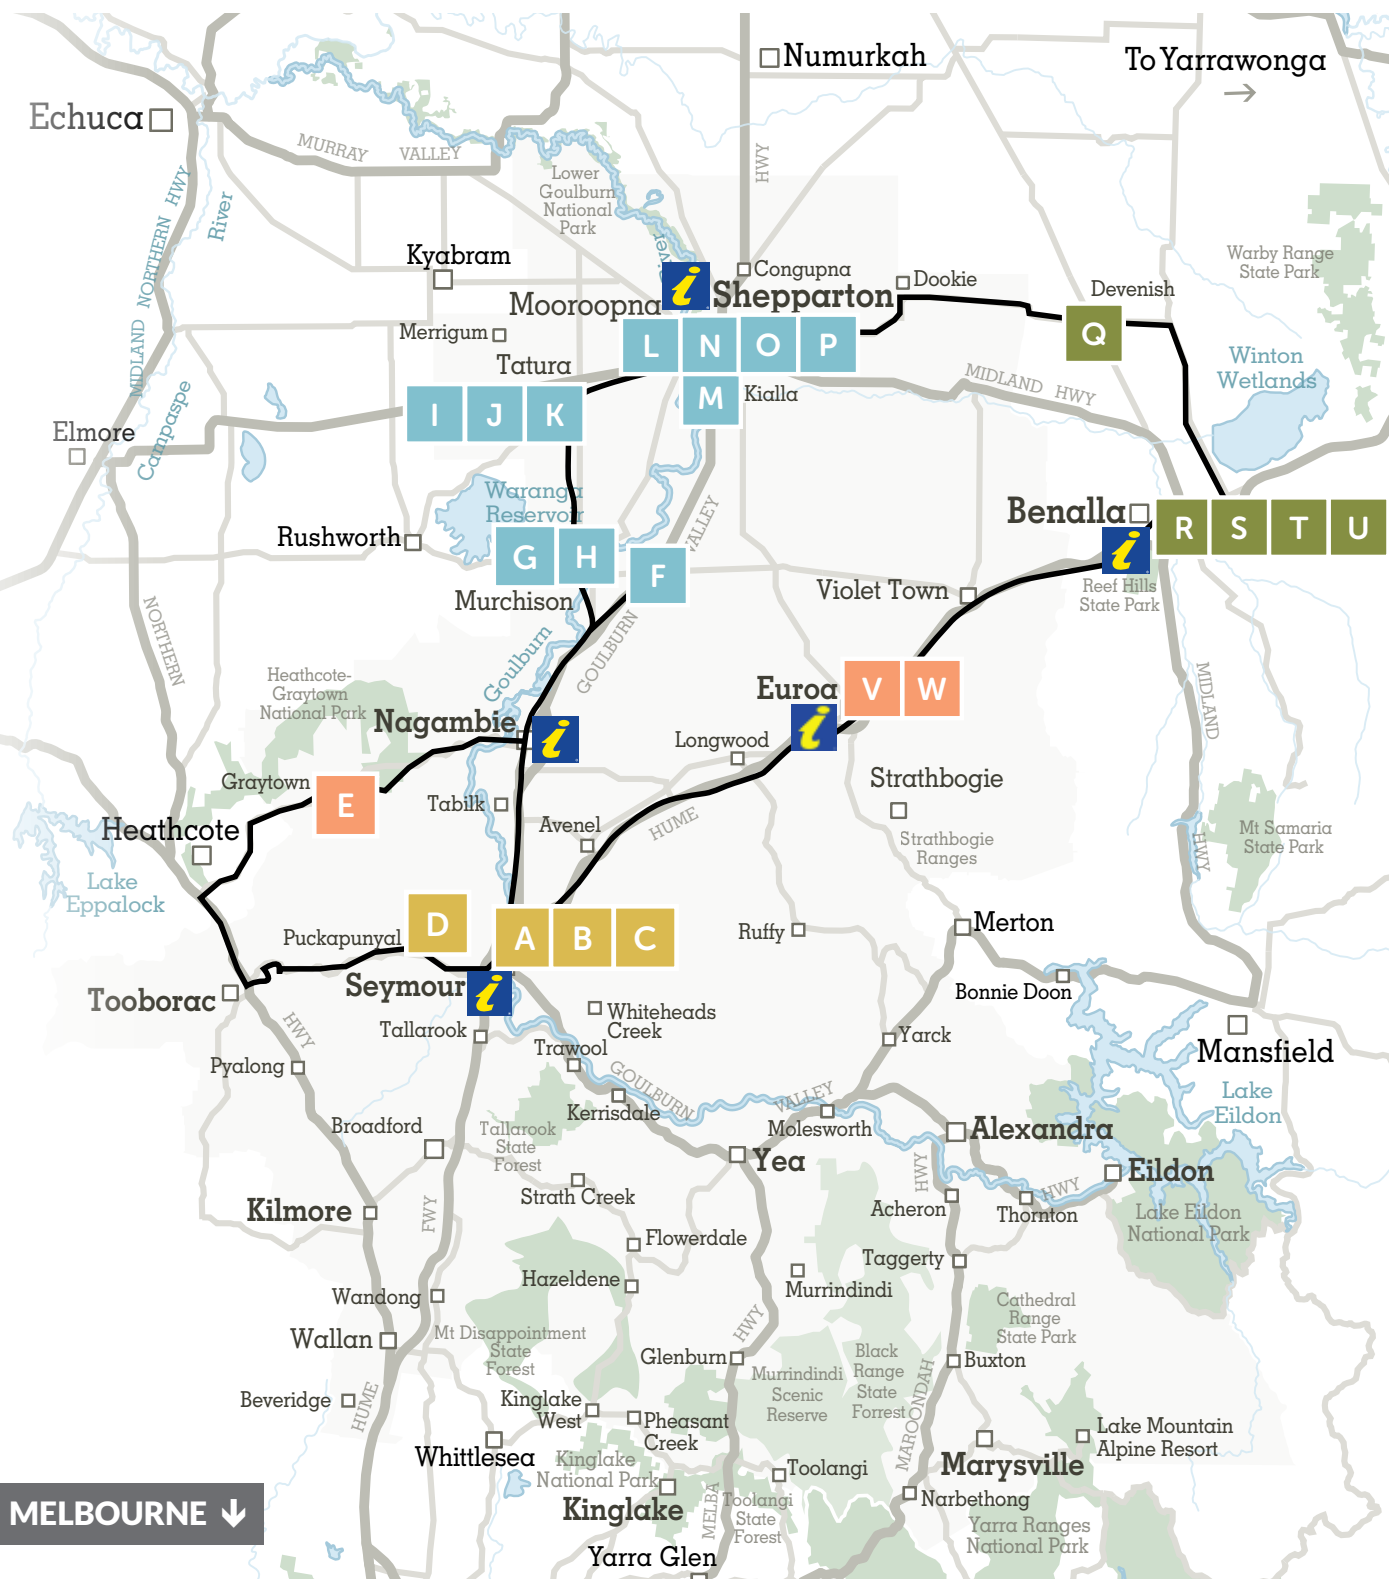 Numurkah
To Yarrawonga
→
Echuca
MURRAY
VALLEY
HWY
MIDLAND
NORTHERN
HWY
River
Lower
Goulburn
National
Park
Warby Range
State Park
Kyabram
Congupna
i
Shepparton
Dookie
Devenish
Mooroopna
Merrigum
L
N
O
P
Q
Tatura
Winton
Wetlands
MIDLAND HWY
M
Kialla
I
J
K
Campaspe
Elmore
Waranga
Reservoir
VALLEY
Benalla
R
S
T
U
i
Rushworth
G
H
F
Reef Hills
State Park
Violet Town
Murchison
NORTHERN
Goulburn
GOULBURN
MIDLAND
Heathcote-
Graytown
National Park
Euroa
V
W
i
Nagambie
i
Longwood
Strathbogie
Graytown
E
Tabilk
Avenel
HUME
Heathcote
Strathbogie
Ranges
Mt Samaria
State Park
HWY
Lake
Eppalock
D
A
B
C
Puckapunyal
Ruffy
Merton
Seymour
i
Bonnie Doon
Tooborac
Whiteheads
Creek
HWY
Tallarook
Trawool
Yarck
Mansfield
Pyalong
GOULBURN
VALLEY
Lake
Eildon
Kerrisdale
Molesworth
Alexandra
Broadford
Tallarook
State
Forest
Yea
Eildon
HWY
HWY
Strath Creek
Acheron
Thornton
Kilmore
FWY
Lake Eildon
National Park
Flowerdale
Taggerty
Hazeldene
Murrindindi
Wandong
Cathedral
Range
State Park
Wallan
Mt Disappointment
State
Forest
HWY
Glenburn
Black
Range
State
Forrest
Buxton
Murrindindi
Scenic
Reserve
Beveridge
HUME
Kinglake
West
Pheasant
Creek
MAROONDAH
Lake Mountain
Alpine Resort
Whittlesea
Kinglake
National Park
Toolangi
Marysville
MELBOURNE ↓
Kinglake
MELBA
Toolangi
State
Forest
Narbethong
Yarra Ranges
National Park
Yarra Glen